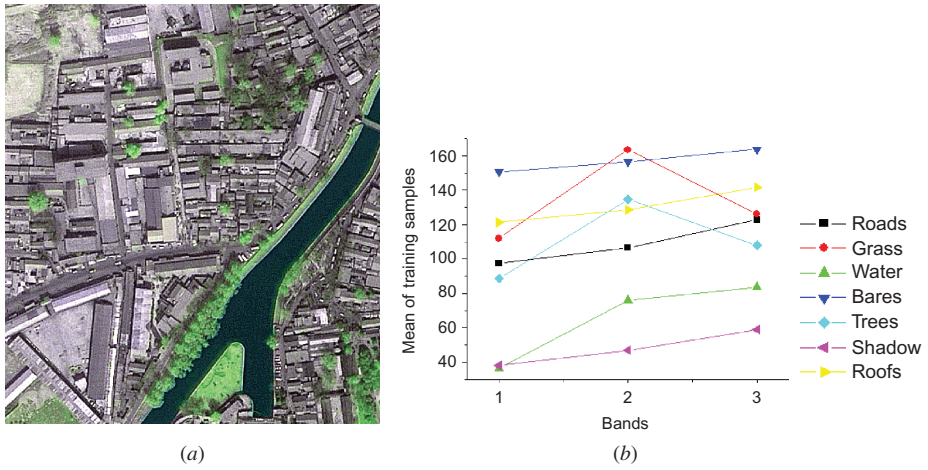 160
140
120
100
80
60
40
Mean of training samples
1 2 3
Bands
Roads
Grass
Water
Bares
Trees
Shadow
Roofs
(a) (b)